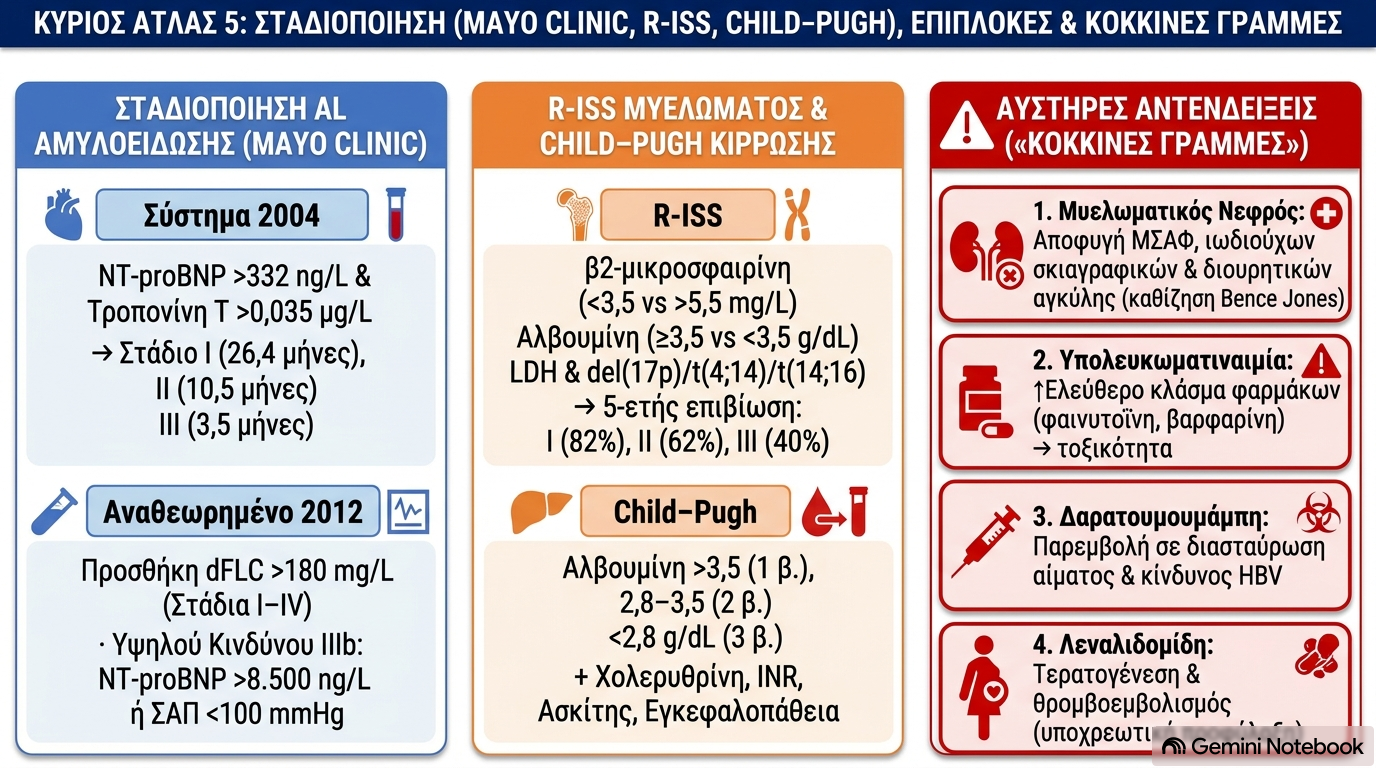 ΚΥΡΙΟΣ ΑΤΛΑΣ 5: ΣΤΑΔΙΟΠΟΙΗΣΗ (MAYO CLINIC, R-ISS, CHILD–PUGH), ΕΠΙΠΛΟΚΕΣ & ΚΟΚΚΙΝΕΣ ΓΡΑΜΜΕΣ
ΣΤΑΔΙΟΠΟΙΗΣΗ AL
ΑΜΥΛΟΕΙΔΩΣΗΣ (MAYO CLINIC)
Σύστημα 2004
NT-proBNP >332 ng/L &
Τροπονίνη T >0,035 μg/L
→ Στάδιο I (26,4 μήνες),
II (10,5 μήνες)
III (3,5 μήνες)
Αναθεωρημένο 2012
Προσθήκη dFLC >180 mg/L
(Στάδια I–IV)
· Υψηλού Κινδύνου IIIb:
NT-proBNP >8.500 ng/L
ή ΣΑΠ <100 mmHg
R-ISS ΜΥΕΛΩΜΑΤΟΣ &
CHILD–PUGH ΚΙΡΡΩΣΗΣ
R-ISS
β2-μικροσφαιρίνη
(<3,5 vs >5,5 mg/L)
Αλβουμίνη (≥3,5 vs <3,5 g/dL)
LDH & del(17p)/t(4;14)/t(14;16)
→ 5-ετής επιβίωση:
I (82%), II (62%), III (40%)
Child–Pugh
Αλβουμίνη >3,5 (1 β.),
2,8–3,5 (2 β.)
<2,8 g/dL (3 β.)
+ Χολερυθρίνη, INR,
Ασκίτης, Εγκεφαλοπάθεια
ΑΥΣΤΗΡΕΣ ΑΝΤΕΝΔΕΙΞΕΙΣ
(«ΚΟΚΚΙΝΕΣ ΓΡΑΜΜΕΣ»)
1. Μυελωματικός Νεφρός:
Αποφυγή ΜΣΑΦ, ιωδιούχων
σκιαγραφικών & διουρητικών
αγκύλης (καθίζηση Bence Jones)
2. Υπολευκωματιναιμία:
↑Ελεύθερο κλάσμα φαρμάκων
(φαινυτοΐνη, βαρφαρίνη)
→ τοξικότητα
3. Δαρατουμουμάμπη:
Παρεμβολή σε διασταύρωση
αίματος & κίνδυνος HBV
4. Λεναλιδομίδη:
Τερατογένεση &
θρομβοεμβολισμός
Gemini Notebook